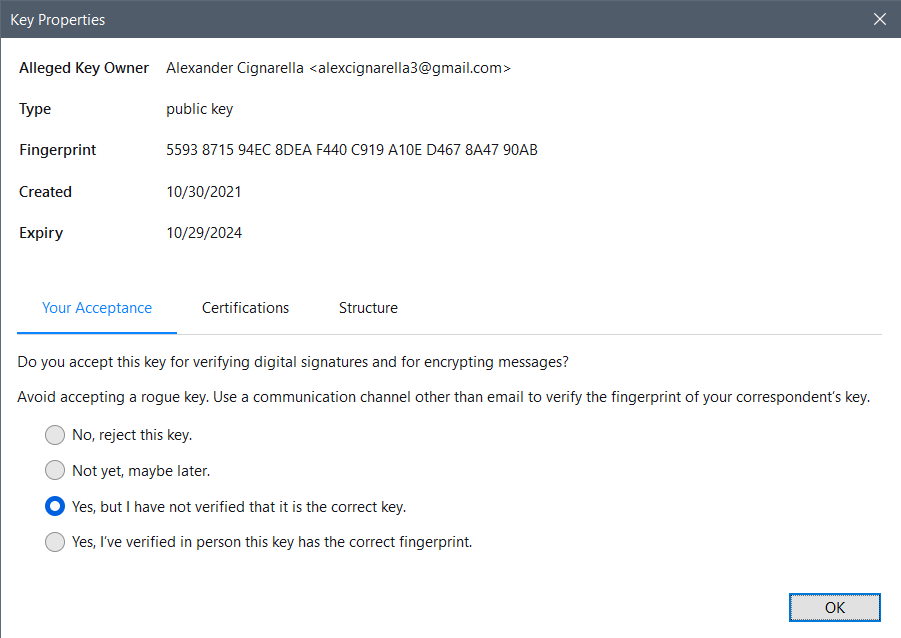 Key Properties
Alleged Key Owner Alexander Cignarella <alexcignarella3@gmail.com>
Type public key
Fingerprint 5593 8715 94EC 8DEA F440 C919 A10E D467 8A47 90AB
Created 10/30/2021
Expiry 10/29/2024
Your Acceptance Certifications Structure
Do you accept this key for verifying digital signatures and for encrypting messages?
Avoid accepting a rogue key. Use a communication channel other than email to verify the fingerprint of your correspondent’s key.
No, reject this key.
Not yet, maybe later.
Yes, but I have not verified that it is the correct key.
Yes, I’ve verified in person this key has the correct fingerprint.
OK